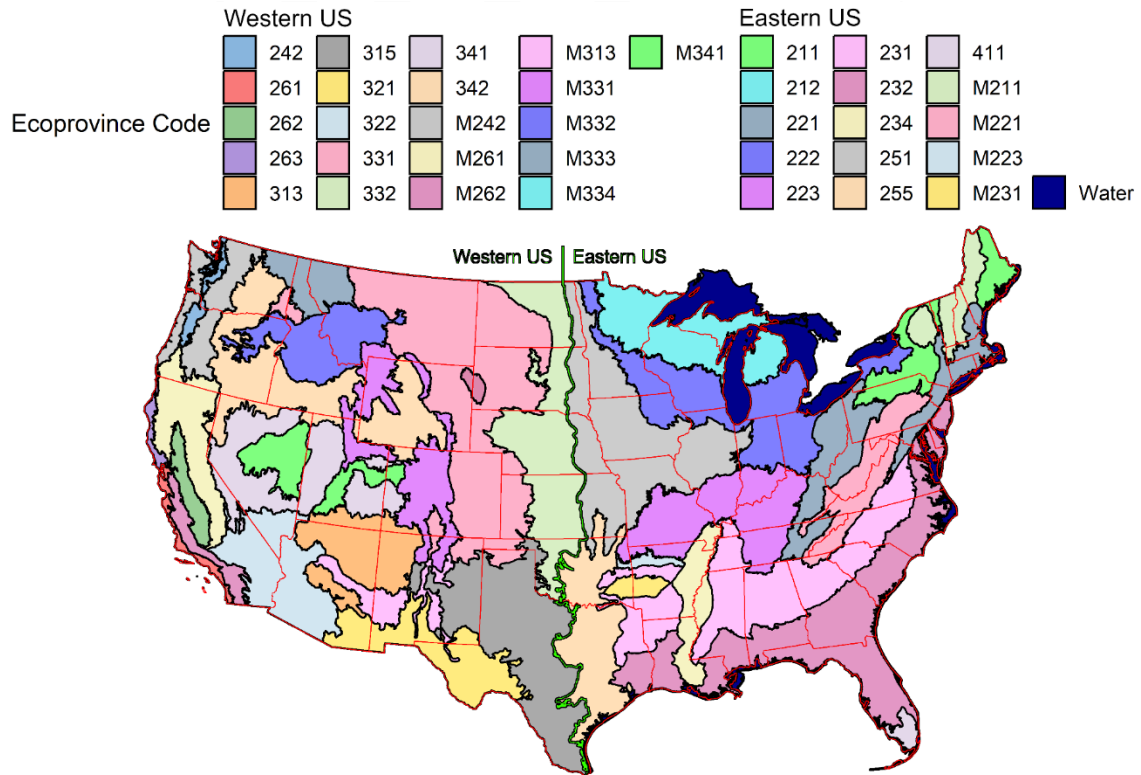 Western US Eastern US
242 315 341 M313 M341 211 231 411
261 321 342 M331 212 232 M211
Ecoprovince Code 262 322 M242 M332 221 234 M221
263 331 M261 M333 222 251 M223
313 332 M262 M334 223 255 M231 Water
Western US Eastern US